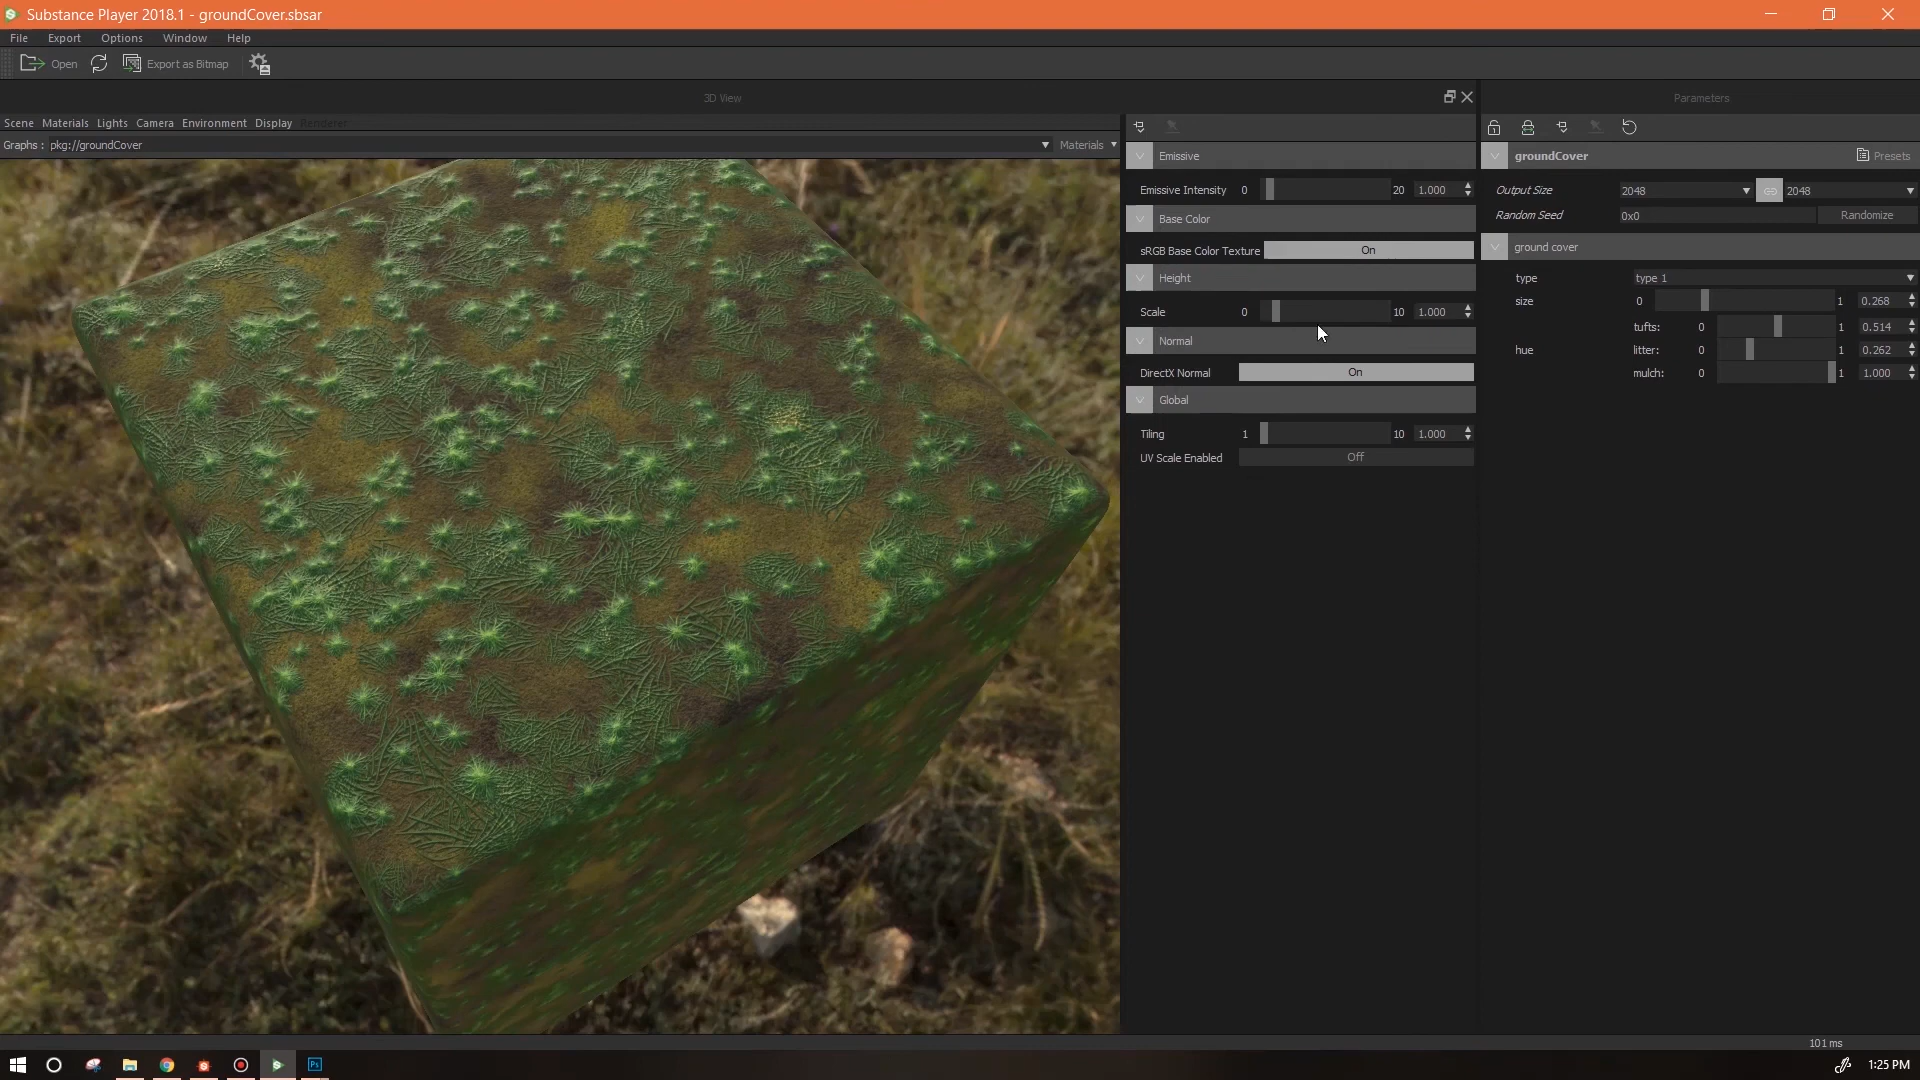 Substance Player 2018.1 - groundCover.sbsar
File Export Options Window Help
Open Export as Bitmap
3D View
Parameters
Scene Materials Lights Camera Environment Display Renderer
Graphs : pkg://groundCover Materials
Emissive
Emissive Intensity 0 20 1.000
Base Color
sRGB Base Color Texture On
Height
Scale 0 10 1.000
Normal
DirectX Normal On
Global
Tiling 1 10 1.000
UV Scale Enabled Off
groundCover Presets
Output Size 2048 2048
Random Seed 0x0 Randomize
ground cover
type type 1
size 0 1 0.268
tufts: 0 1 0.514
hue litter: 0 1 0.262
mulch: 0 1 1.000
101 ms
Ps
1:25 PM